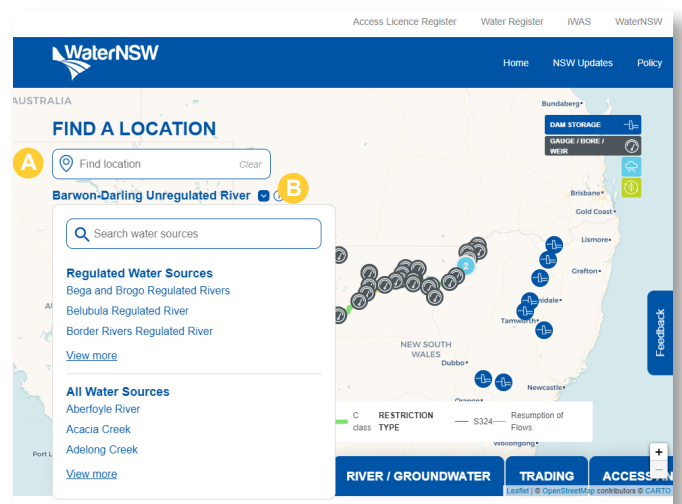 Access Licence Register Water Register iWAS WaterNSW
WaterNSW
Home NSW Updates Policy
AUSTRALIA
Bundaberg
FIND A LOCATION
DAM STORAGE
GAUGE / BORE /
WEIR
A
Find location Clear
B
Barwon-Darling Unregulated River
Brisbane
Gold Coast
Search water sources
Lismore
2
Regulated Water Sources
Grafton
Bega and Brogo Regulated Rivers
Belubula Regulated River
Border Rivers Regulated River
Tamworth
View more
Feedback
NEW SOUTH
WALES
Dubbo
All Water Sources
Newcastle
Aberfoyle River
Orange
C
class
RESTRICTION
TYPE
S324
Resumption of
Flows
Acacia Creek
Adelong Creek
Wollongong
Port L
+
−
View more
RIVER / GROUNDWATER TRADING
Leaflet | © OpenStreetMap contributors © CARTO